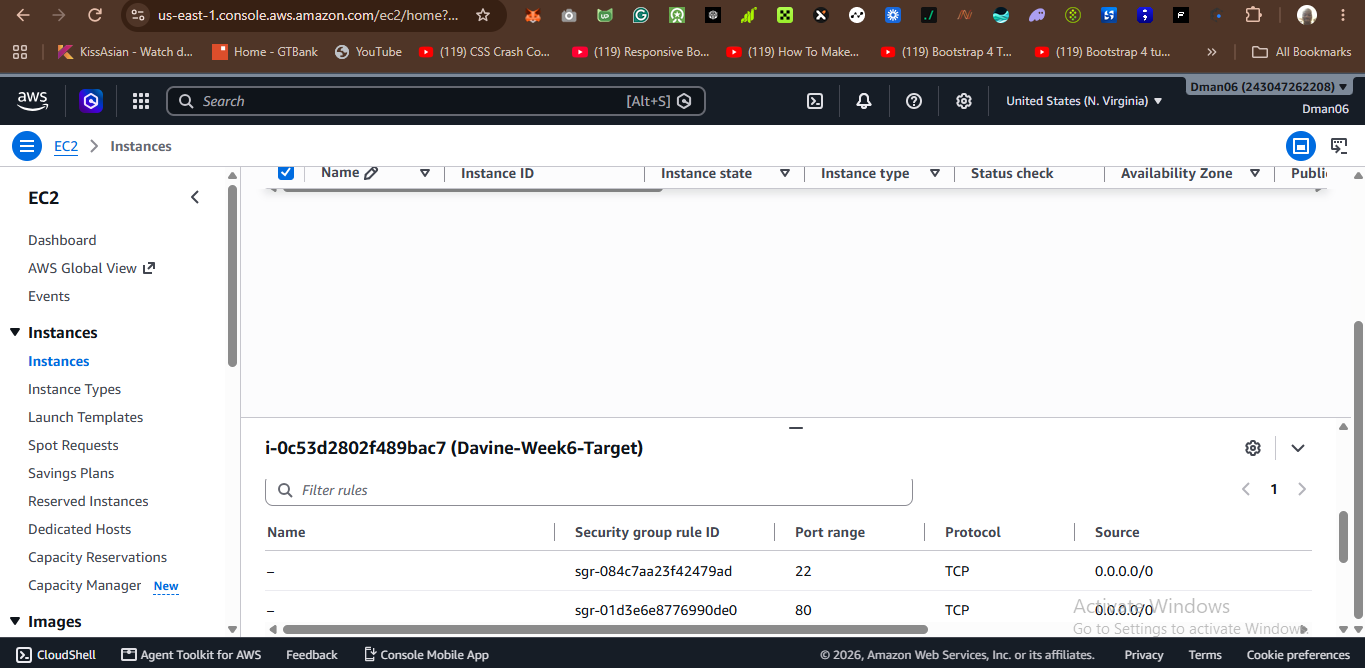 us-east-1.console.aws.amazon.com/ec2/home?...
KissAsian - Watch d... Home - GTBank YouTube (119) CSS Crash Co... (119) Responsive Bo... (119) How To Make... (119) Bootstrap 4 T... (119) Bootstrap 4 tu... » All Bookmarks
aws Search [Alt+S] United States (N. Virginia) Dman06 (243047262208)
Dman06
EC2 Instances
Name Instance ID Instance state Instance type Status check Availability Zone Publi
EC2
Dashboard
AWS Global View
Events
Instances
Instances
Instance Types
Launch Templates
Spot Requests
Savings Plans
Reserved Instances
Dedicated Hosts
Capacity Reservations
Capacity Manager New
Images
i-0c53d2802f489bac7 (Davine-Week6-Target)
Filter rules 1
Name Security group rule ID Port range Protocol Source
– sgr-084c7aa23f42479ad 22 TCP 0.0.0.0/0
– sgr-01d3e6e8776990de0 80 TCP 0.0.0.0/0
Activate Windows
Go to Settings to activate Windows.
CloudShell Agent Toolkit for AWS Feedback Console Mobile App © 2026, Amazon Web Services, Inc. or its affiliates. Privacy Terms Cookie preferences